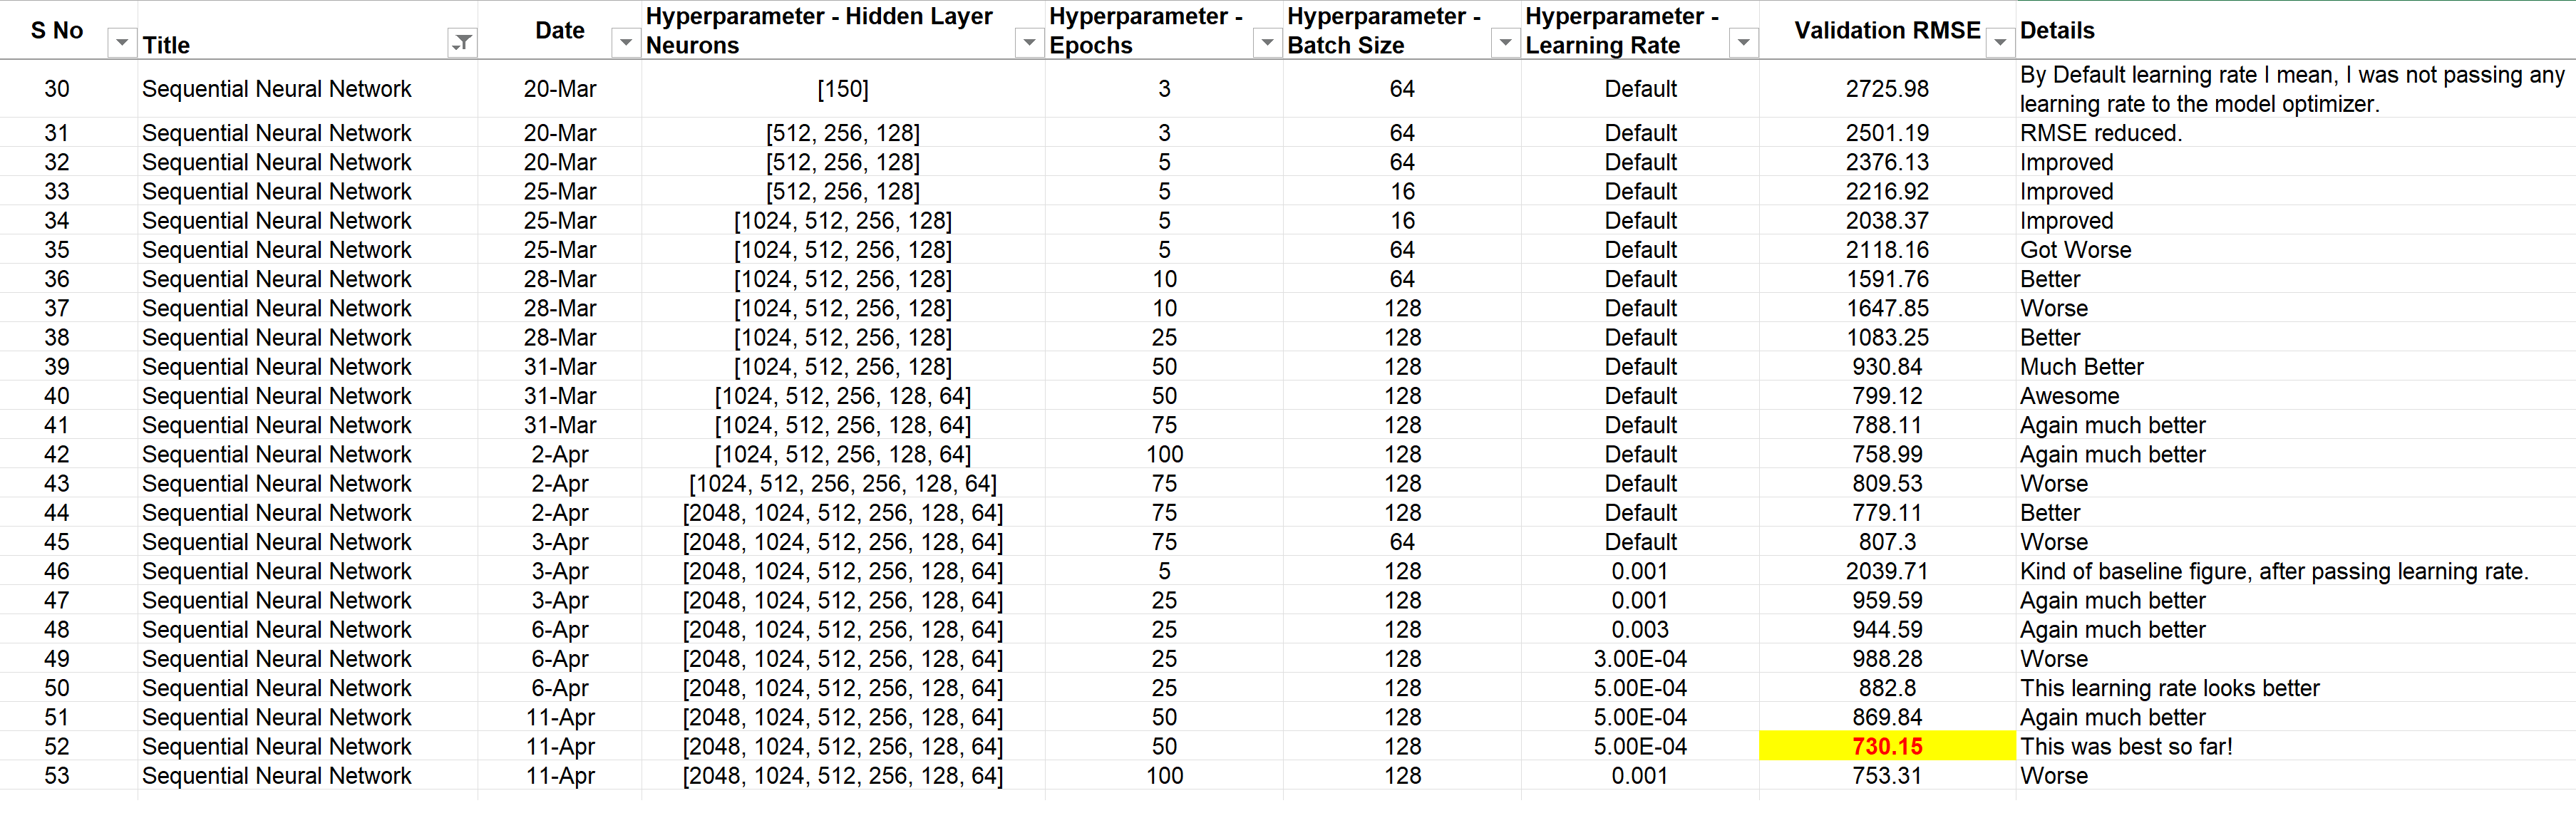 S No Title Date Hyperparameter - Hidden Layer Neurons Hyperparameter - Epochs Hyperparameter - Batch Size Hyperparameter - Learning Rate Validation RMSE Details
30 Sequential Neural Network 20-Mar [150] 3 64 Default 2725.98 By Default learning rate I mean, I was not passing any learning rate to the model optimizer.
31 Sequential Neural Network 20-Mar [512, 256, 128] 3 64 Default 2501.19 RMSE reduced.
32 Sequential Neural Network 20-Mar [512, 256, 128] 5 64 Default 2376.13 Improved
33 Sequential Neural Network 25-Mar [512, 256, 128] 5 16 Default 2216.92 Improved
34 Sequential Neural Network 25-Mar [1024, 512, 256, 128] 5 16 Default 2038.37 Improved
35 Sequential Neural Network 25-Mar [1024, 512, 256, 128] 5 64 Default 2118.16 Got Worse
36 Sequential Neural Network 28-Mar [1024, 512, 256, 128] 10 64 Default 1591.76 Better
37 Sequential Neural Network 28-Mar [1024, 512, 256, 128] 10 128 Default 1647.85 Worse
38 Sequential Neural Network 28-Mar [1024, 512, 256, 128] 25 128 Default 1083.25 Better
39 Sequential Neural Network 31-Mar [1024, 512, 256, 128] 50 128 Default 930.84 Much Better
40 Sequential Neural Network 31-Mar [1024, 512, 256, 128, 64] 50 128 Default 799.12 Awesome
41 Sequential Neural Network 31-Mar [1024, 512, 256, 128, 64] 75 128 Default 788.11 Again much better
42 Sequential Neural Network 2-Apr [1024, 512, 256, 128, 64] 100 128 Default 758.99 Again much better
43 Sequential Neural Network 2-Apr [1024, 512, 256, 256, 128, 64] 75 128 Default 809.53 Worse
44 Sequential Neural Network 2-Apr [2048, 1024, 512, 256, 128, 64] 75 128 Default 779.11 Better
45 Sequential Neural Network 3-Apr [2048, 1024, 512, 256, 128, 64] 75 64 Default 807.3 Worse
46 Sequential Neural Network 3-Apr [2048, 1024, 512, 256, 128, 64] 5 128 0.001 2039.71 Kind of baseline figure, after passing learning rate.
47 Sequential Neural Network 3-Apr [2048, 1024, 512, 256, 128, 64] 25 128 0.001 959.59 Again much better
48 Sequential Neural Network 6-Apr [2048, 1024, 512, 256, 128, 64] 25 128 0.003 944.59 Again much better
49 Sequential Neural Network 6-Apr [2048, 1024, 512, 256, 128, 64] 25 128 3.00E-04 988.28 Worse
50 Sequential Neural Network 6-Apr [2048, 1024, 512, 256, 128, 64] 25 128 5.00E-04 882.8 This learning rate looks better
51 Sequential Neural Network 11-Apr [2048, 1024, 512, 256, 128, 64] 50 128 5.00E-04 869.84 Again much better
52 Sequential Neural Network 11-Apr [2048, 1024, 512, 256, 128, 64] 50 128 5.00E-04 730.15 This was best so far!
53 Sequential Neural Network 11-Apr [2048, 1024, 512, 256, 128, 64] 100 128 0.001 753.31 Worse